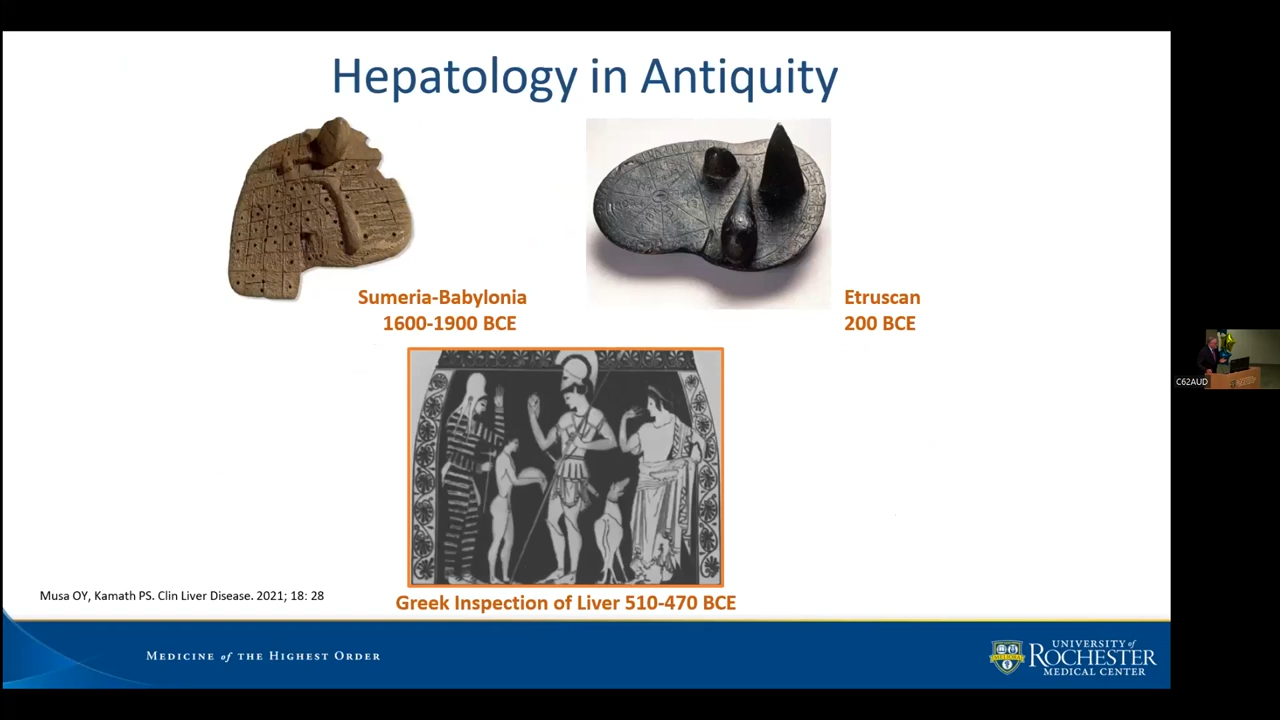 Hepatology in Antiquity
Sumeria-Babylonia
1600-1900 BCE
Etruscan
200 BCE
C62AUD
Musa OY, Kamath PS. Clin Liver Disease. 2021; 18: 28
Greek Inspection of Liver 510-470 BCE
MEDICINE of the HIGHEST ORDER
UNIVERSITY of
ROCHESTER
MEDICAL CENTER
MELIORA